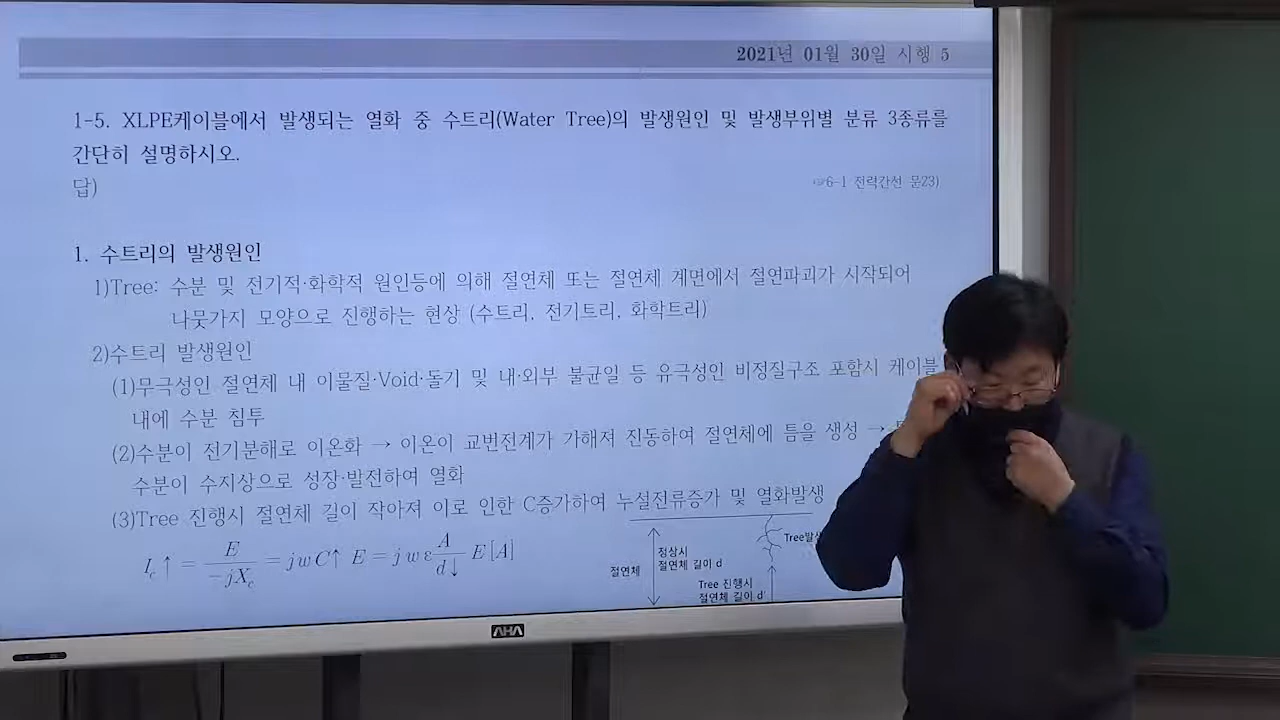 2021년 01월 30일 시행 5
1-5. XLPE케이블에서 발생되는 열화 중 수트리(Water Tree)의 발생원인 및 발생부위별 분류 3종류를
간단히 설명하시오.
답)
☞6-1 전력간선 문23)
1. 수트리의 발생원인
1)Tree: 수분 및 전기적·화학적 원인등에 의해 절연체 또는 절연체 계면에서 절연파괴가 시작되어
나뭇가지 모양으로 진행하는 현상 (수트리, 전기트리, 화학트리)
2)수트리 발생원인
(1)무극성인 절연체 내 이물질·Void·돌기 및 내·외부 불균일 등 유극성인 비정질구조 포함시 케이블
내에 수분 침투
(2)수분이 전기분해로 이온화 → 이온이 교번전계가 가해져 진동하여 절연체에 틈을 생성 →
수분이 수지상으로 성장·발전하여 열화
(3)Tree 진행시 절연체 길이 작아져 이로 인한 C증가하여 누설전류증가 및 열화발생
I_c↑ = E/(-jX_c) = jwC↑ E = jwε A/d↓ E[A]
절연체
정상시
절연체 길이 d
Tree발생
Tree 진행시
절연체 길이 d'
AHA